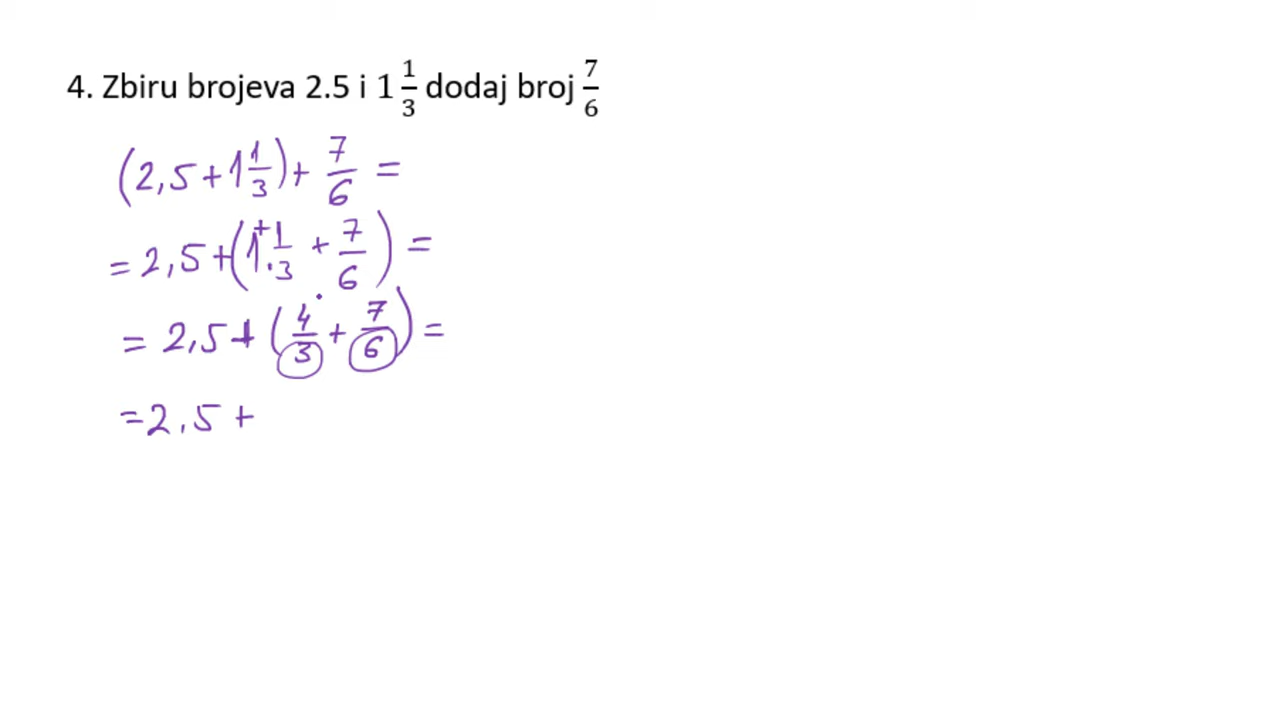 4. Zbiru brojeva 2.5 i 1 1/3 dodaj broj 7/6
(2,5 + 1 1/3) + 7/6 =
= 2,5 + (1 + 1/3 + 7/6) =
= 2,5 + (4/3 + 7/6) =
= 2,5 +